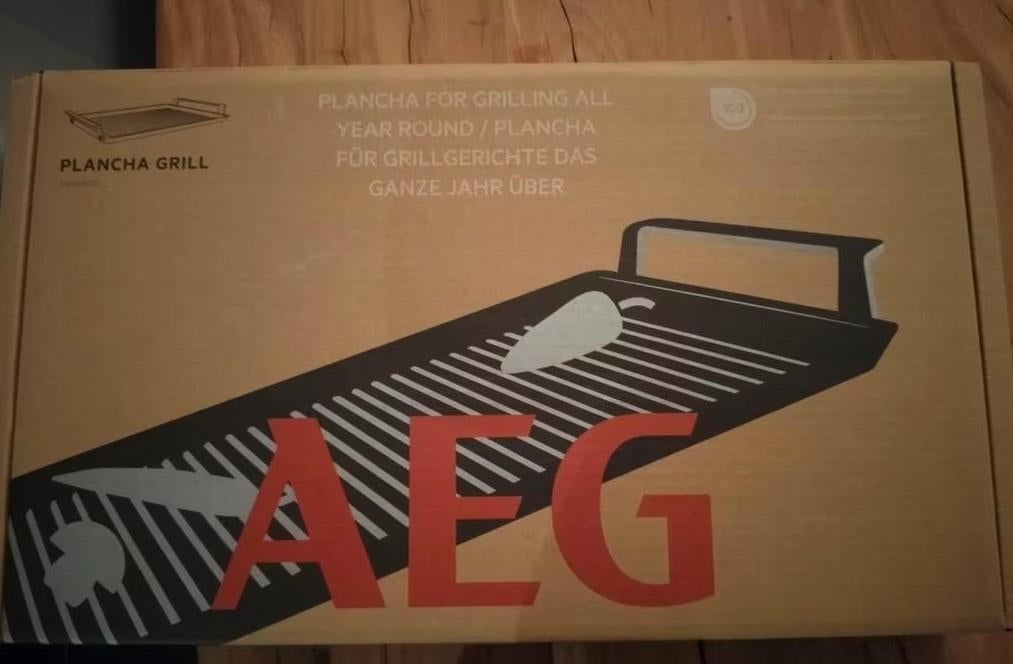 PLANCHA FOR GRILLING ALL
YEAR ROUND / PLANCHA
FÜR GRILLGERICHTE DAS
GANZE JAHR ÜBER
PLANCHA GRILL
AEG